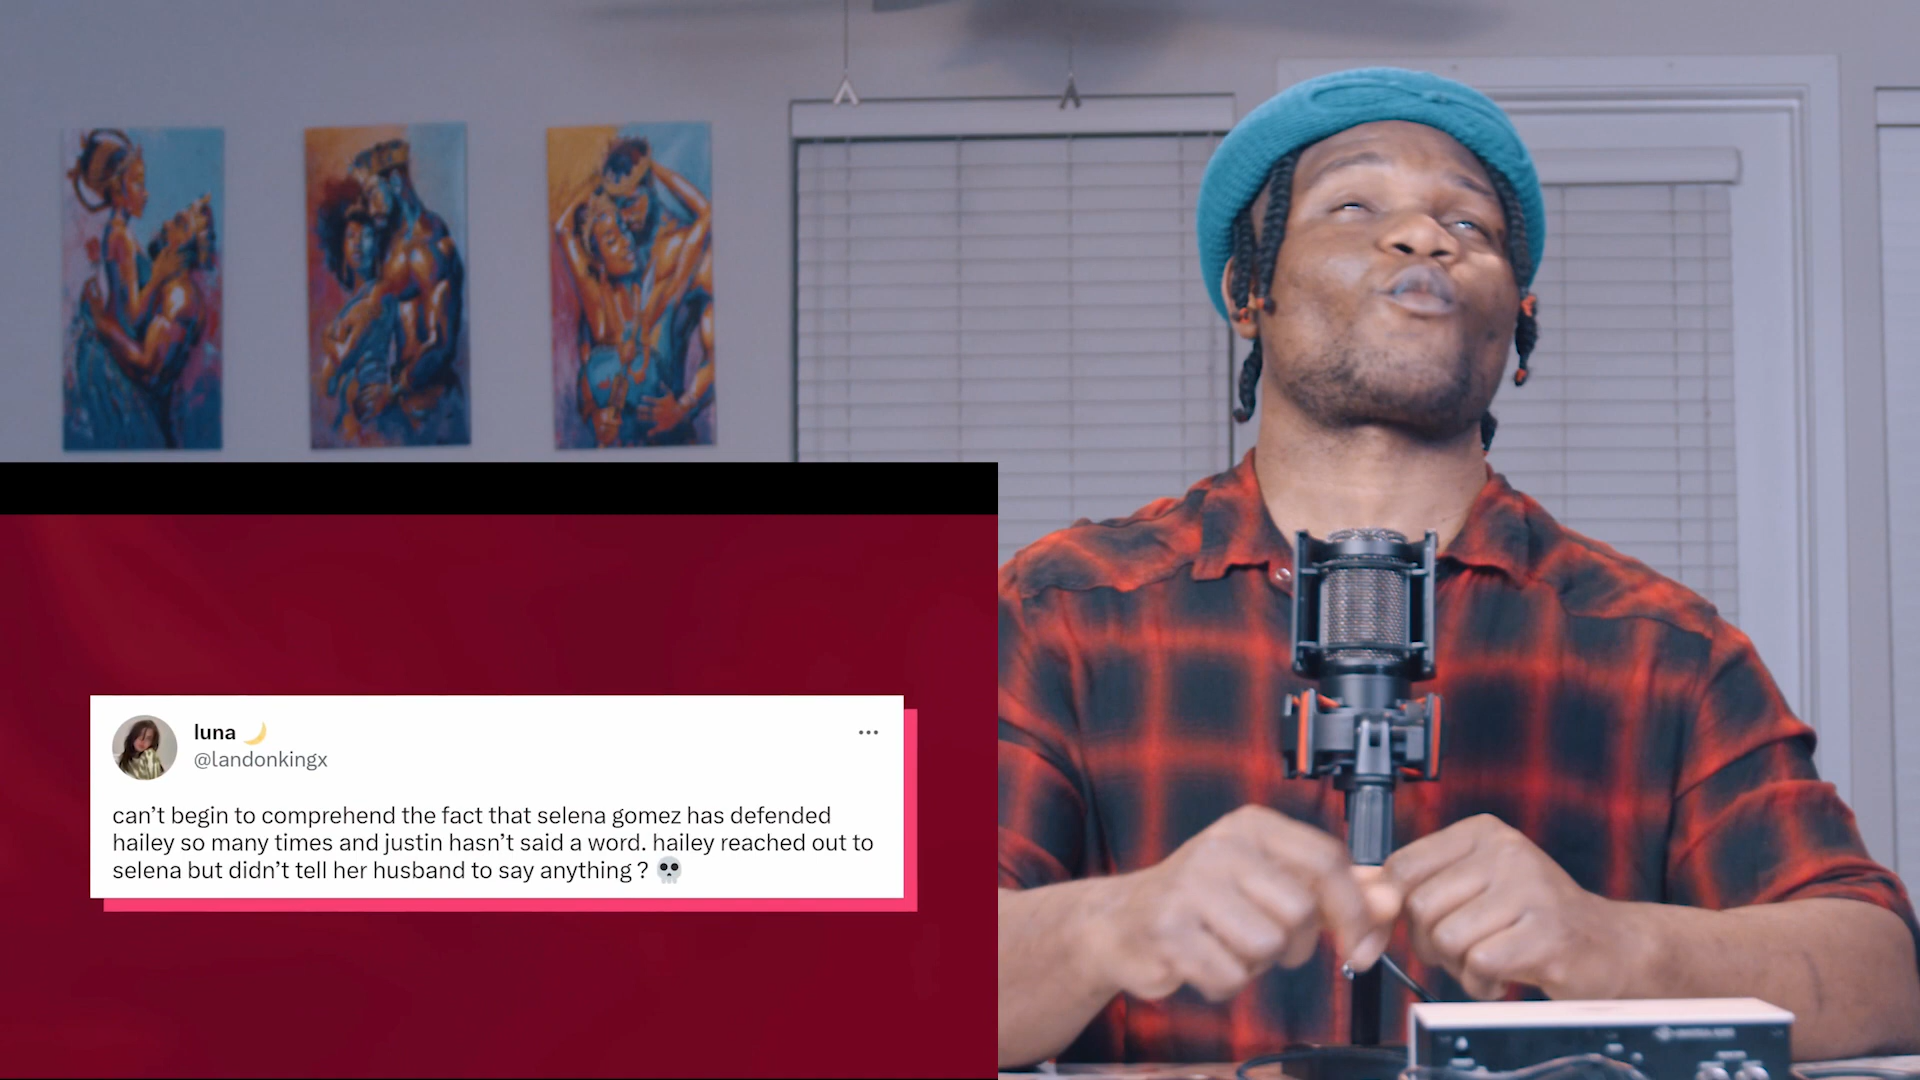 luna 🌙
@landonkingx
can’t begin to comprehend the fact that selena gomez has defended
hailey so many times and justin hasn’t said a word. hailey reached out to
selena but didn’t tell her husband to say anything ? 💀